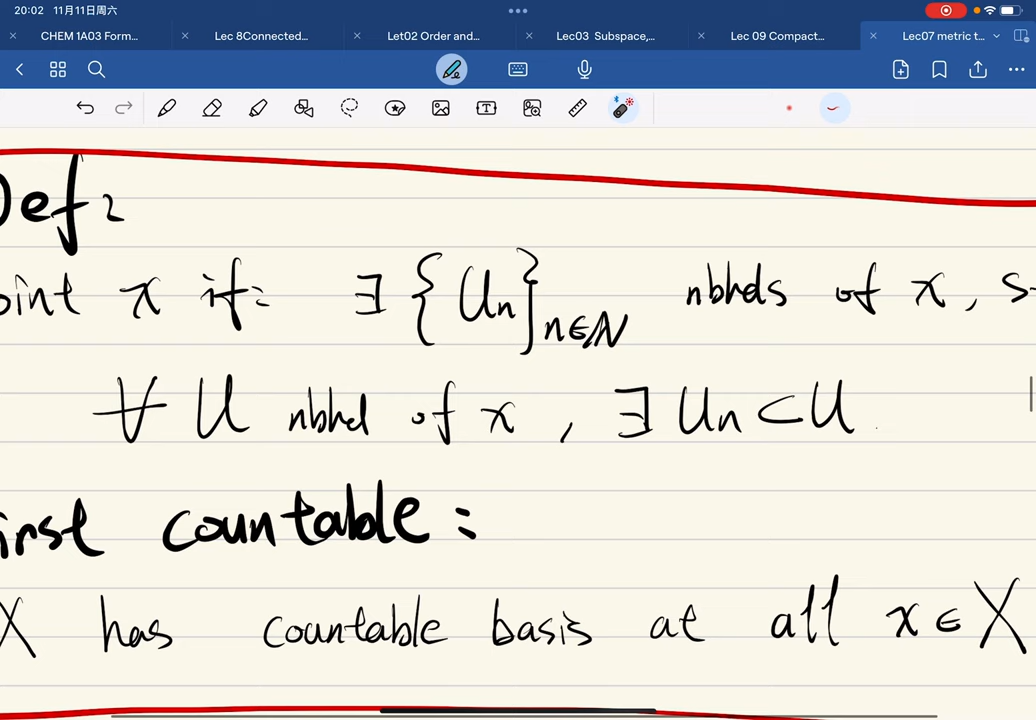 20:02 11月11日周六
CHEM 1A03 Form... Lec 8Connected... Let02 Order and... Lec03 Subspace,... Lec 09 Compact... Lec07 metric t...
Def2
oint x if: ∃ {Un}n∈N nbhds of x, s
∀ U nbhd of x, ∃ Un ⊂ U.
irst countable:
X has countable basis at all x ∈ X